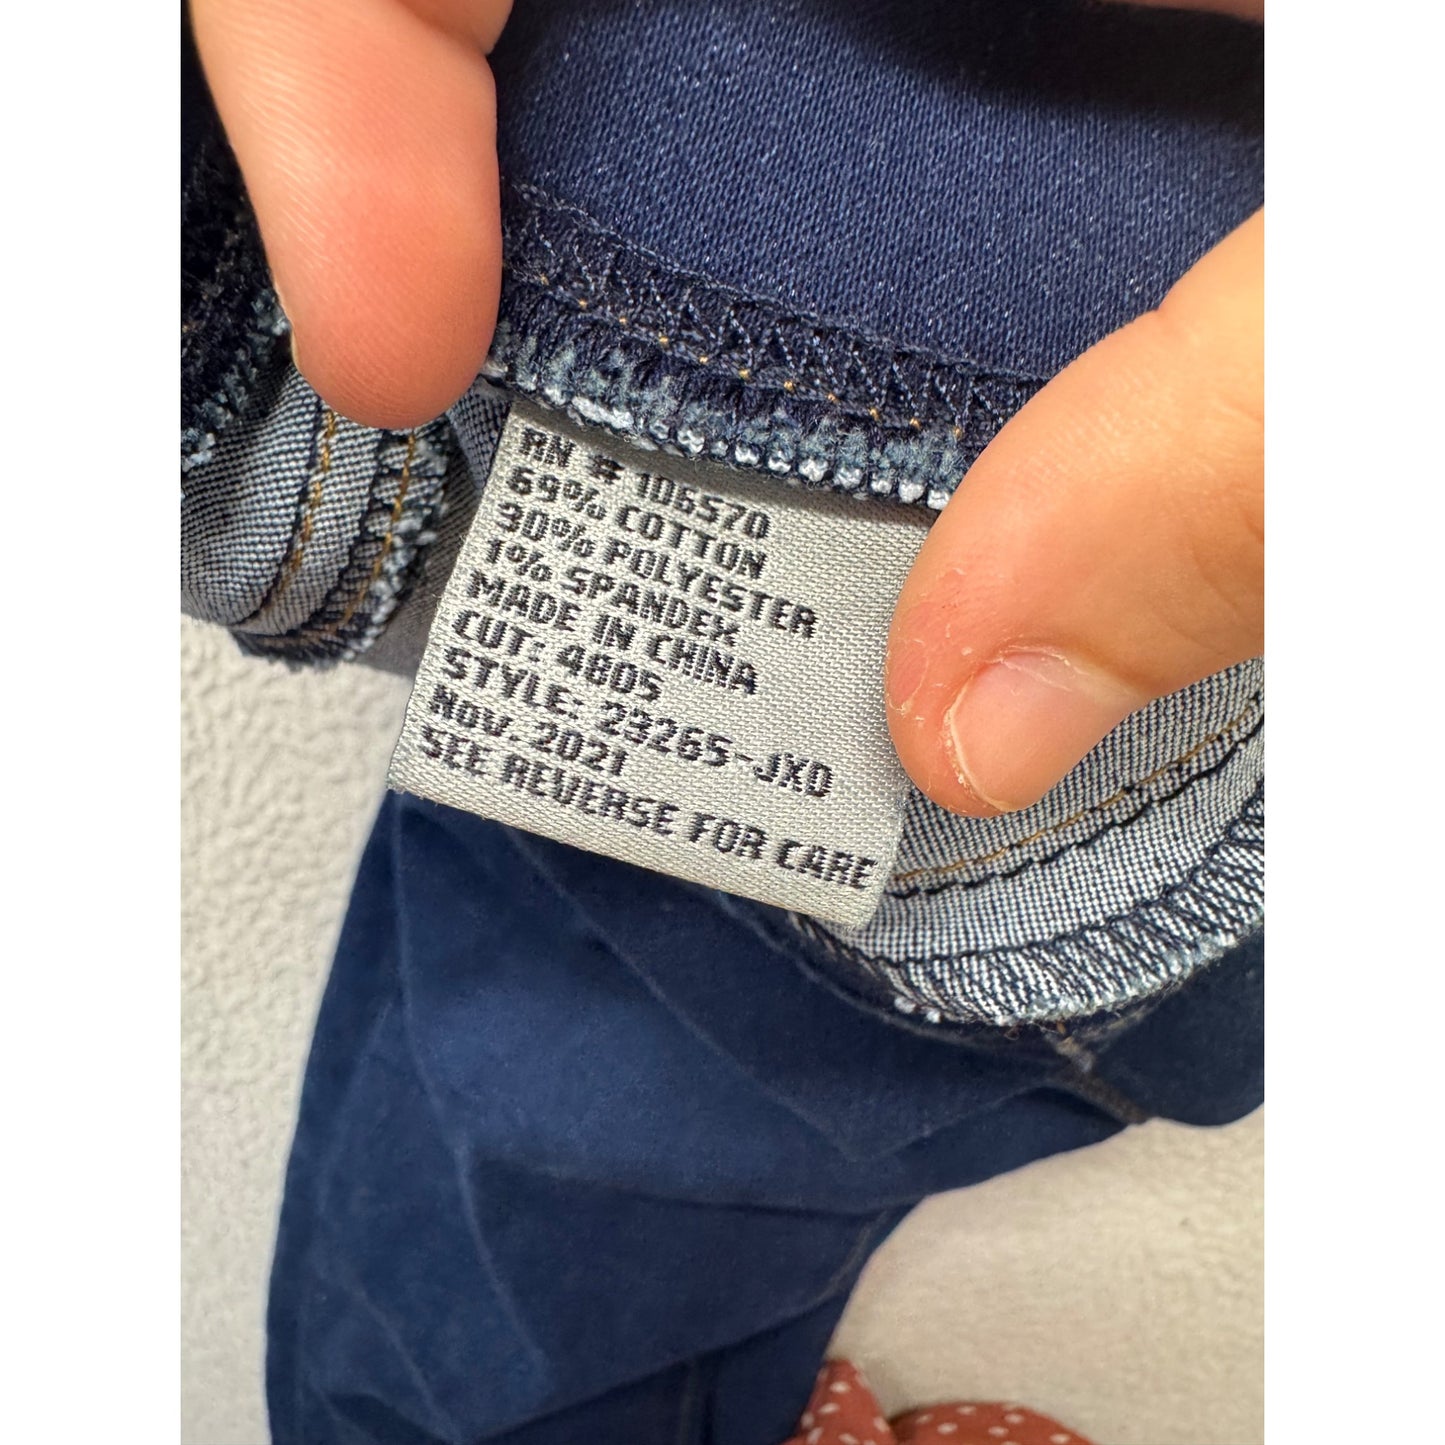 RN # 106570
69% COTTON
30% POLYESTER
1% SPANDEX
MADE IN CHINA
CUT: 4805
STYLE: 23265-JXD
NOV. 2021
SEE REVERSE FOR CARE